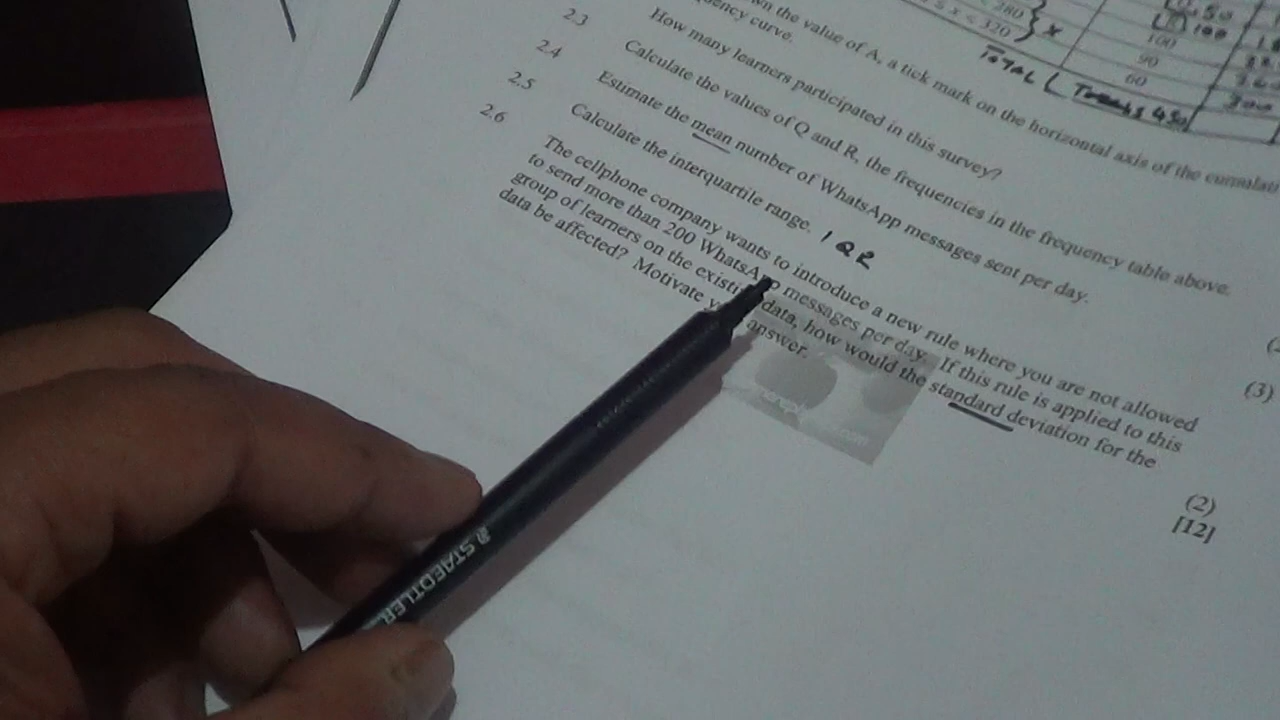 < 280
≤ x < 320 } x
50
100
100
90
60
300
TOTAL (
the value of A, a tick mark on the horizontal axis of the
curve.
2.3 How many learners participated in this survey?
2.4 Calculate the values of Q and R, the frequencies in the frequency table above.
2.5 Estimate the mean number of WhatsApp messages sent per day.
2.6 Calculate the interquartile range. IQR
The cellphone company wants to introduce a new rule where you are not allowed
to send more than 200 WhatsApp messages per day. If this rule is applied to this
group of learners on the data, how would the standard deviation for the
data be affected? Motivate answer.
(3)
(2)
[12]
STAEDTLER